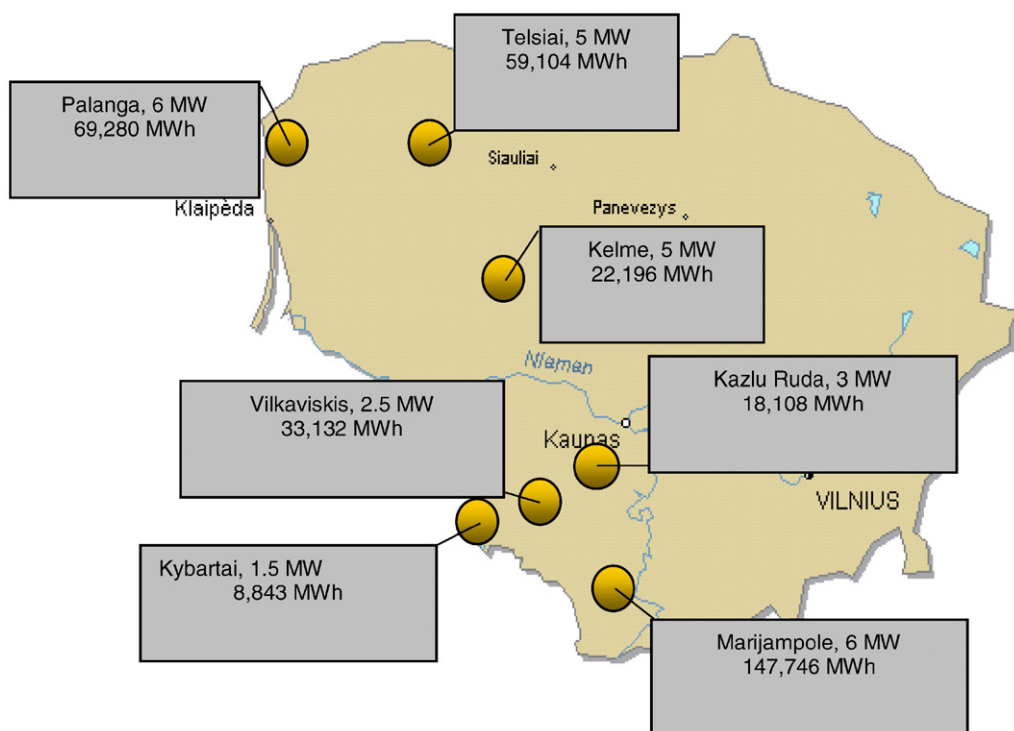 Telsiai, 5 MW
59,104 MWh
Palanga, 6 MW
69,280 MWh
Siauliai
Klaipėda
Panevezys
Kelme, 5 MW
22,196 MWh
Nieman
Kazlu Ruda, 3 MW
18,108 MWh
Vilkaviskis, 2.5 MW
33,132 MWh
Kaunas
VILNIUS
Kybartai, 1.5 MW
8,843 MWh
Marijampole, 6 MW
147,746 MWh